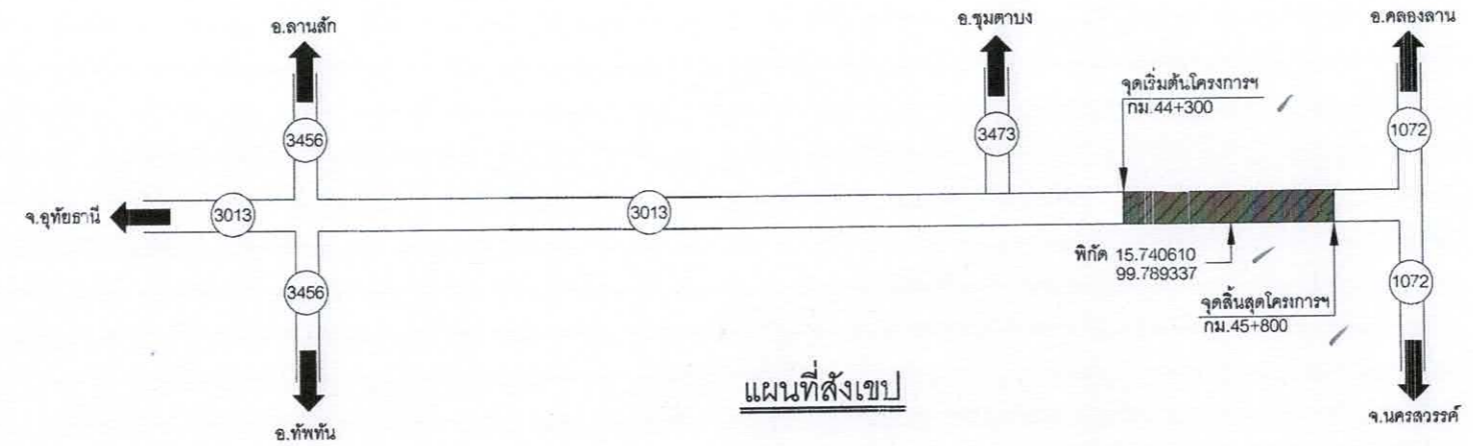 อ.ลานสัก
อ.ชุมตาบง
อ.คลองลาน
จุดเริ่มต้นโครงการฯ
กม.44+300
3456
3473
1072
จ.อุทัยธานี
3013
3013
พิกัด 15.740610
99.789337
3456
1072
จุดสิ้นสุดโครงการฯ
กม.45+800
แผนที่สังเขป
อ.ทัพทัน
จ.นครสวรรค์